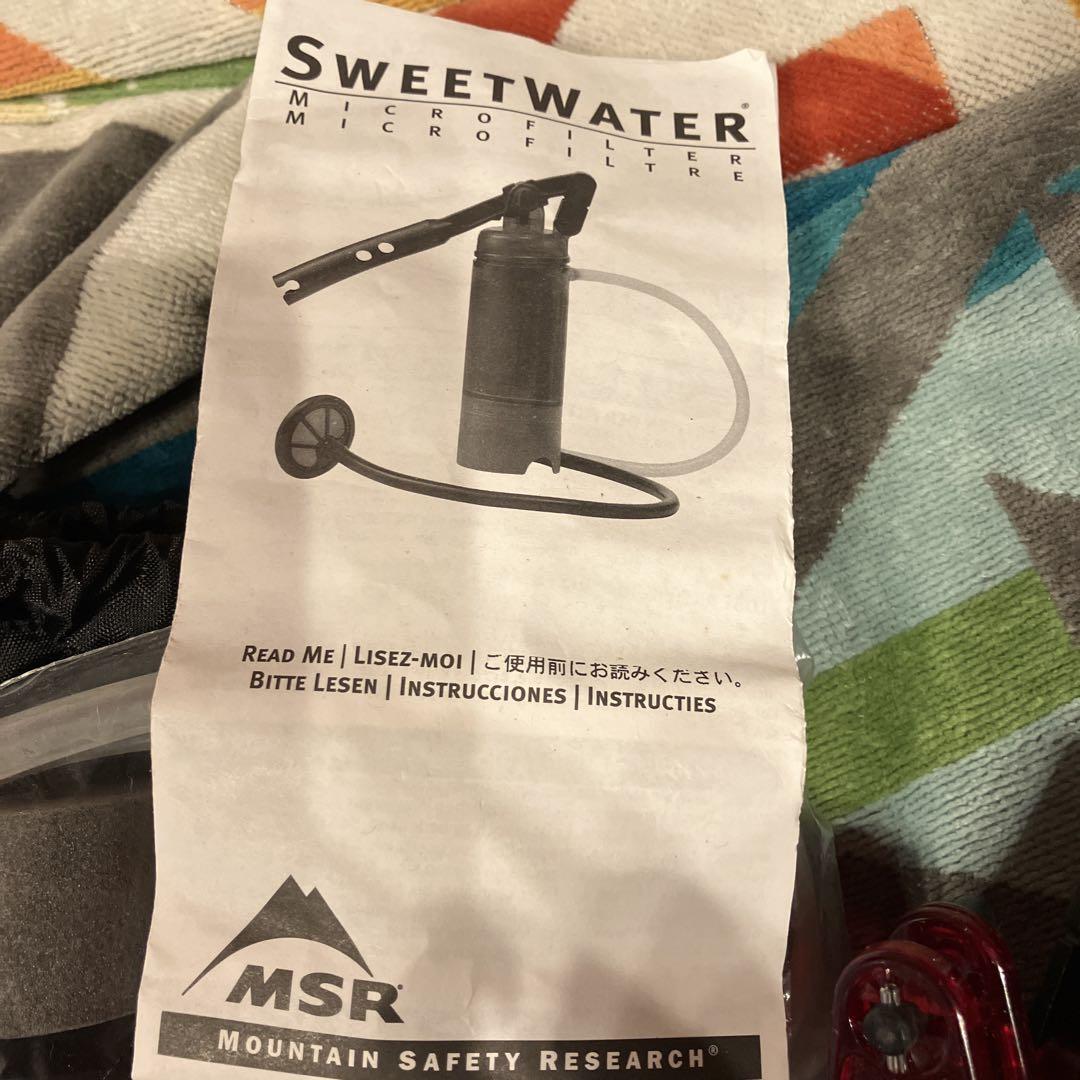 SWEETWATER®
MICROFILTER
MICROFILTRE
READ ME | LISEZ-MOI | ご使用前にお読みください。
BITTE LESEN | INSTRUCCIONES | INSTRUCTIES
MSR®
MOUNTAIN SAFETY RESEARCH®